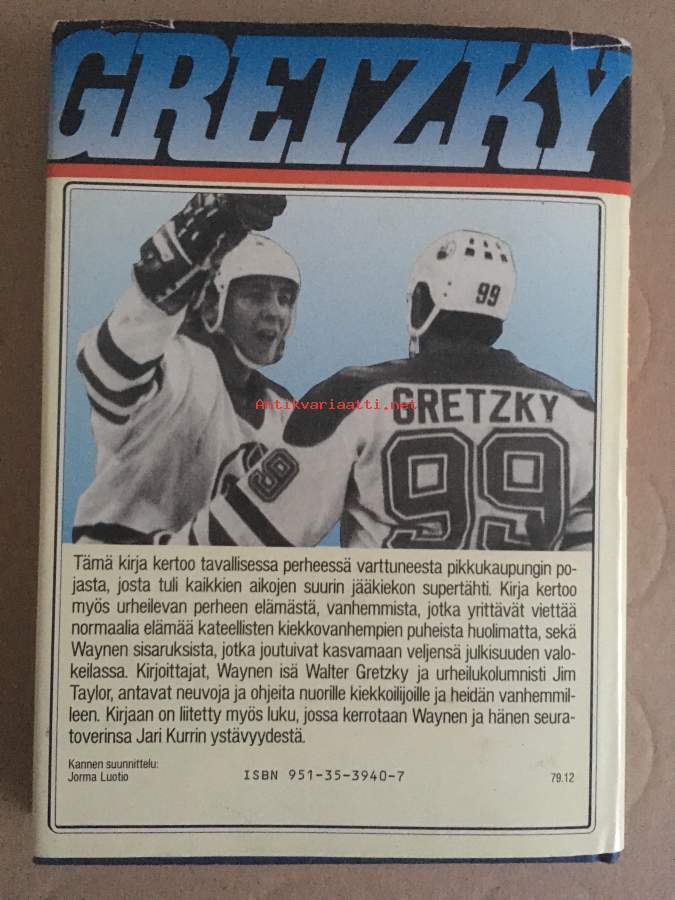 GRETZKY
99
Antikvariaatti.net
GRETZKY
99
9
Tämä kirja kertoo tavallisessa perheessä varttuneesta pikkukaupungin po-
jasta, josta tuli kaikkien aikojen suurin jääkiekon supertähti. Kirja kertoo
myös urheilevan perheen elämästä, vanhemmista, jotka yrittävät viettää
normaalia elämää kateellisten kiekkovanhempien puheista huolimatta, sekä
Waynen sisaruksista, jotka joutuivat kasvamaan veljensä julkisuuden valo-
keilassa. Kirjoittajat, Waynen isä Walter Gretzky ja urheilukolumnisti Jim
Taylor, antavat neuvoja ja ohjeita nuorille kiekkoilijoille ja heidän vanhemmil-
leen. Kirjaan on liitetty myös luku, jossa kerrotaan Waynen ja hänen seura-
toverinsa Jari Kurrin ystävyydestä.
Kannen suunnittelu:
Jorma Luotio
ISBN 951-35-3940-7
79.12